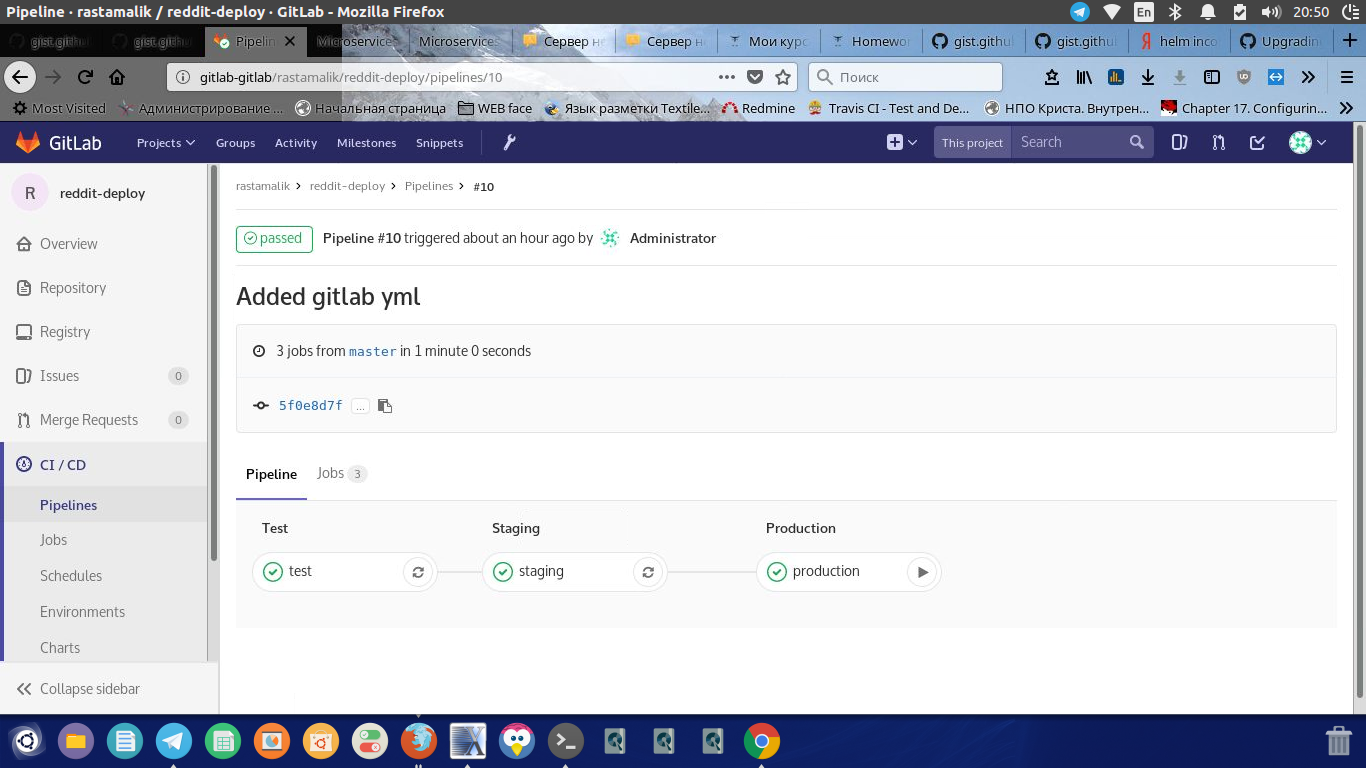 Pipeline · rastamalik / reddit-deploy · GitLab - Mozilla Firefox
En 20:50
Pipelin Microservice Microservices Сервер не Сервер не Мои курс Homewor gist.githu gist.githu helm inco Upgradin
gitlab-gitlab/rastamalik/reddit-deploy/pipelines/10
Поиск
Most Visited Администрирование ... Начальная страница WEB face Язык разметки Textile... Redmine Travis CI - Test and De... НПО Криста. Внутрен... Chapter 17. Configurin...
GitLab Projects Groups Activity Milestones Snippets This project Search
R reddit-deploy
Overview
Repository
Registry
Issues 0
Merge Requests 0
CI / CD
Pipelines
Jobs
Schedules
Environments
Charts
Collapse sidebar
rastamalik > reddit-deploy > Pipelines > #10
passed Pipeline #10 triggered about an hour ago by Administrator
Added gitlab yml
3 jobs from master in 1 minute 0 seconds
5f0e8d7f ...
Pipeline Jobs 3
Test Staging Production
test staging production